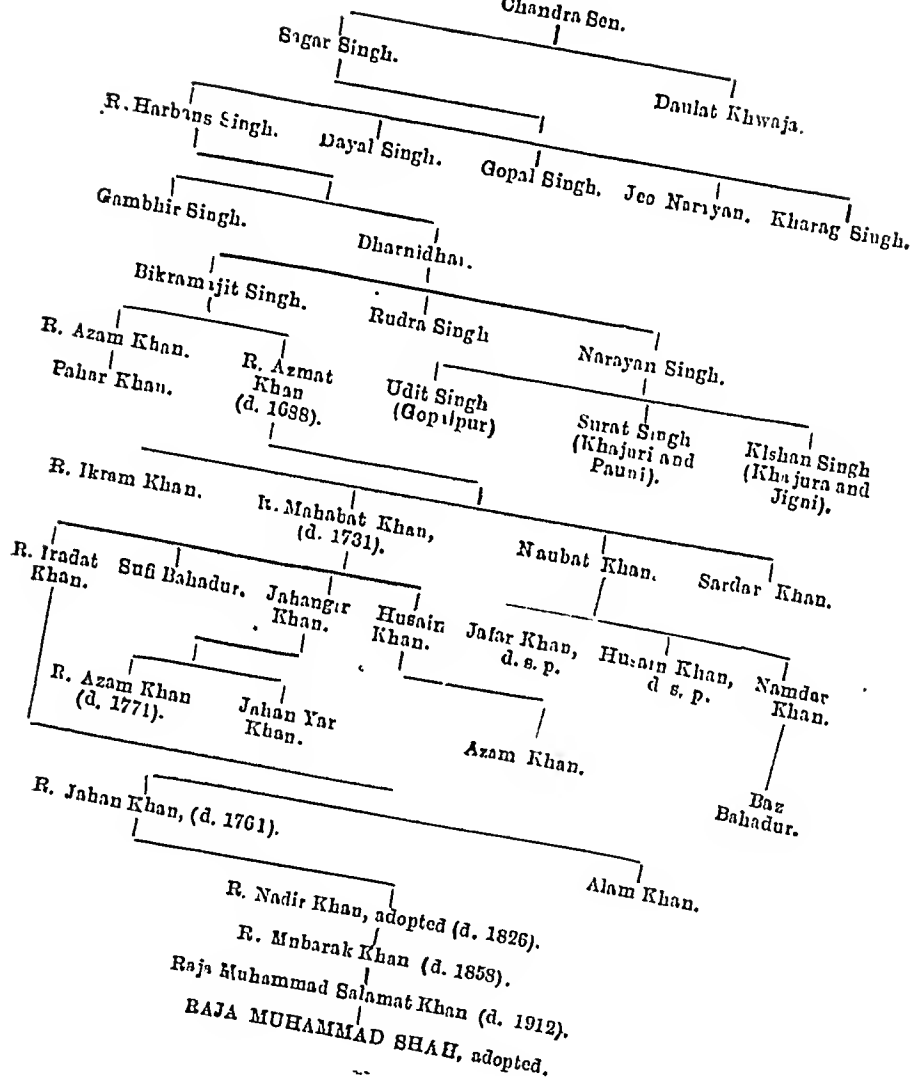 Chandra Sen.
Sagar Singh.
Daulat Khwaja.
R. Harbans Singh.
Dayal Singh.
Gopal Singh.
Jeo Narayan.
Kharag Singh.
Gambhir Singh.
Dharnidhar.
Bikramajit Singh.
Rudra Singh
Narayan Singh.
R. Azam Khan.
R. Azmat
Khan
(d. 1688).
Pahar Khan.
Udit Singh
(Gopalpur)
Surat Singh
(Khajuri and
Pauni).
Kishan Singh
(Khajura and
Jigni).
R. Ikram Khan.
R. Mahabat Khan,
(d. 1731).
Naubat Khan.
Sardar Khan.
R. Iradat
Khan.
Sufi Bahadur.
Jahangir
Khan.
Husain
Khan.
Jafar Khan,
d. s. p.
Husain Khan,
d s. p.
Namdar
Khan.
R. Azam Khan
(d. 1771).
Jahan Yar
Khan.
Azam Khan.
Baz
Bahadur.
R. Jahan Khan, (d. 1761).
Alam Khan.
R. Nadir Khan, adopted (d. 1826).
R. Mubarak Khan (d. 1858).
Raja Muhammad Salamat Khan (d. 1912).
RAJA MUHAMMAD SHAH, adopted.